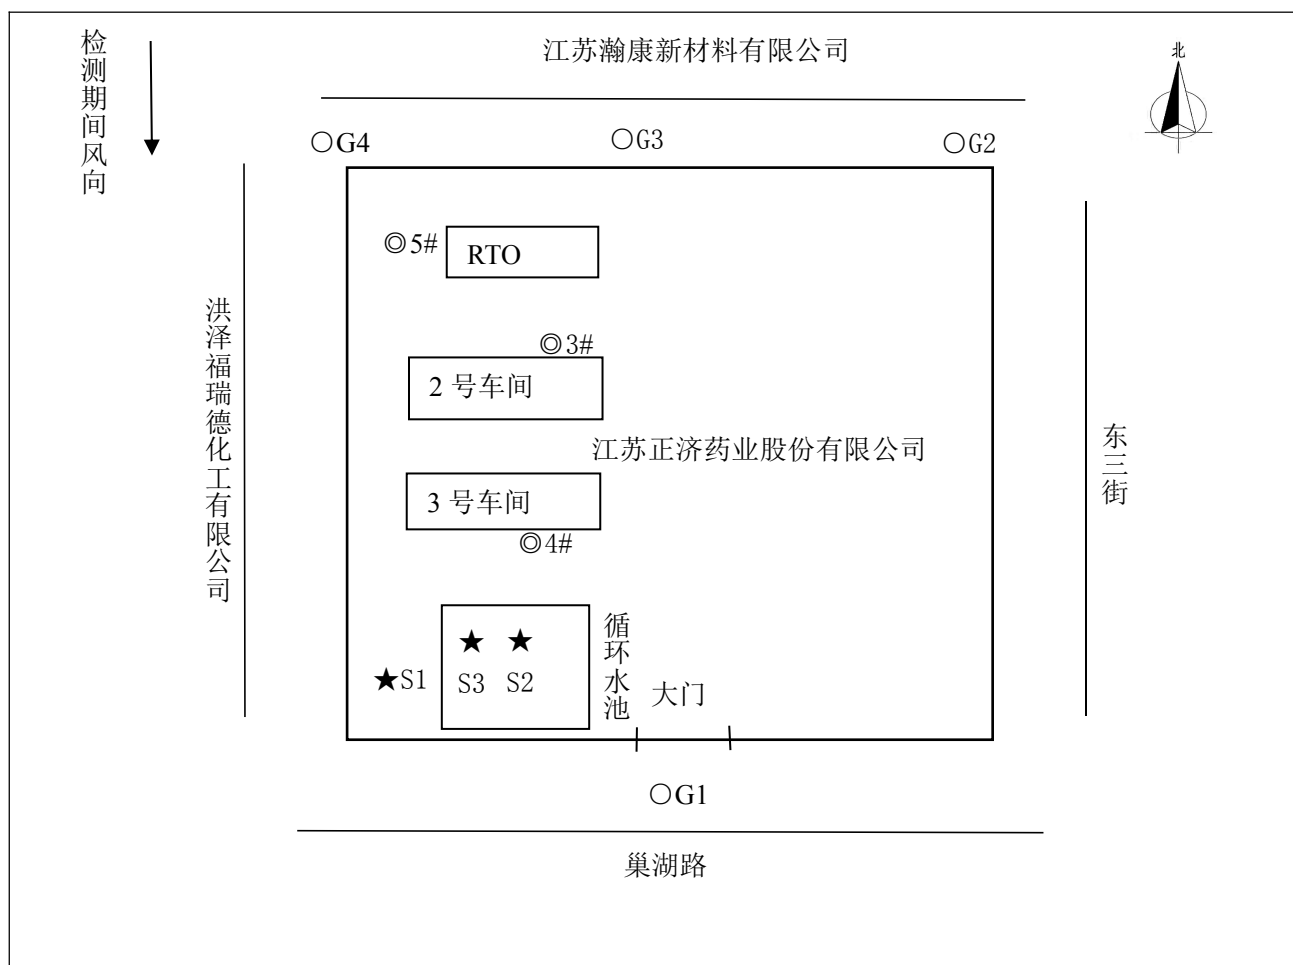 检测期间风向
江苏瀚康新材料有限公司
北
○G4
○G3
○G2
◎5#
RTO
洪泽福瑞德化工有限公司
◎3#
2 号车间
江苏正济药业股份有限公司
东三街
3 号车间
◎4#
循环水池
★S1
★ ★
S3 S2
大门
○G1
巢湖路